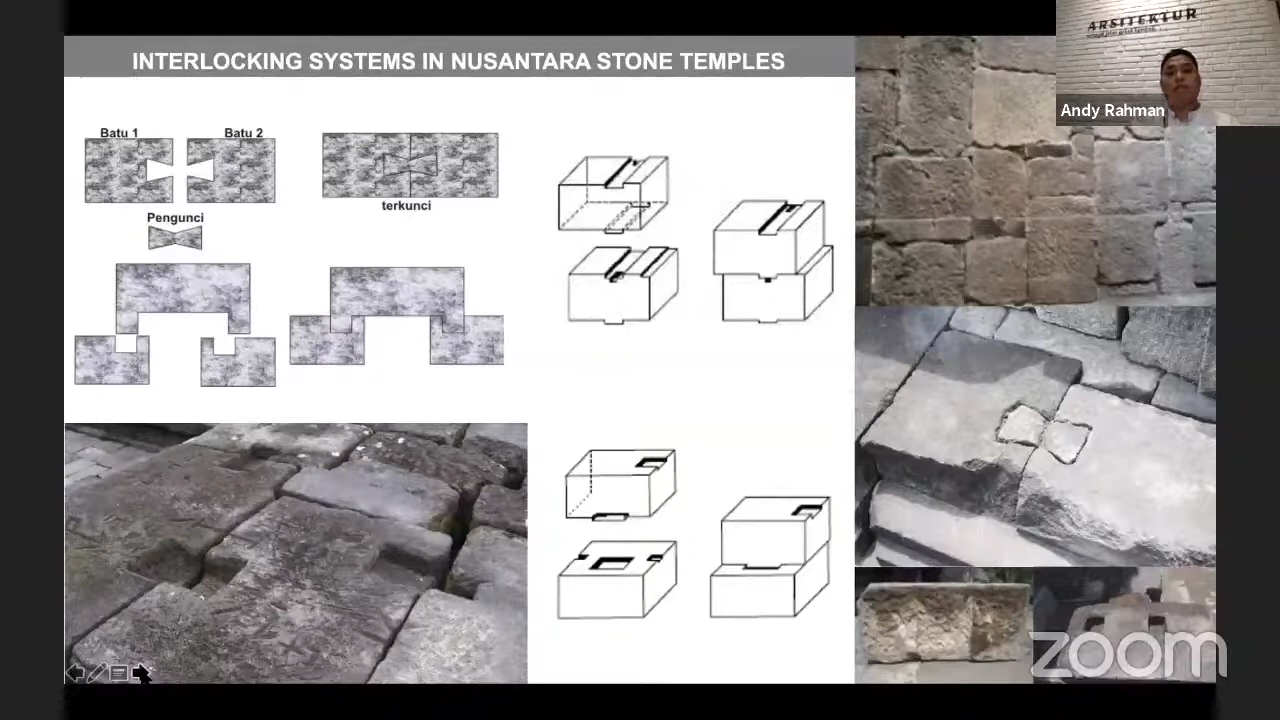 INTERLOCKING SYSTEMS IN NUSANTARA STONE TEMPLES
ARSITEKTUR
Andy Rahman
Batu 1
Batu 2
Pengunci
terkunci
zoom